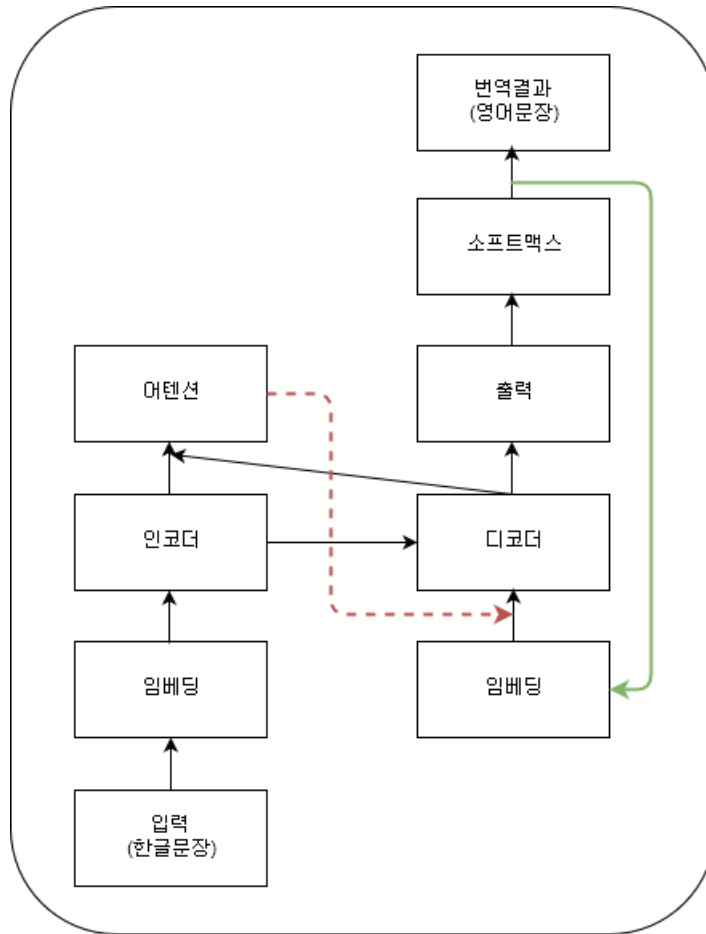 번역결과
(영어문장)
소프트맥스
어텐션
출력
인코더
디코더
임베딩
임베딩
입력
(한글문장)